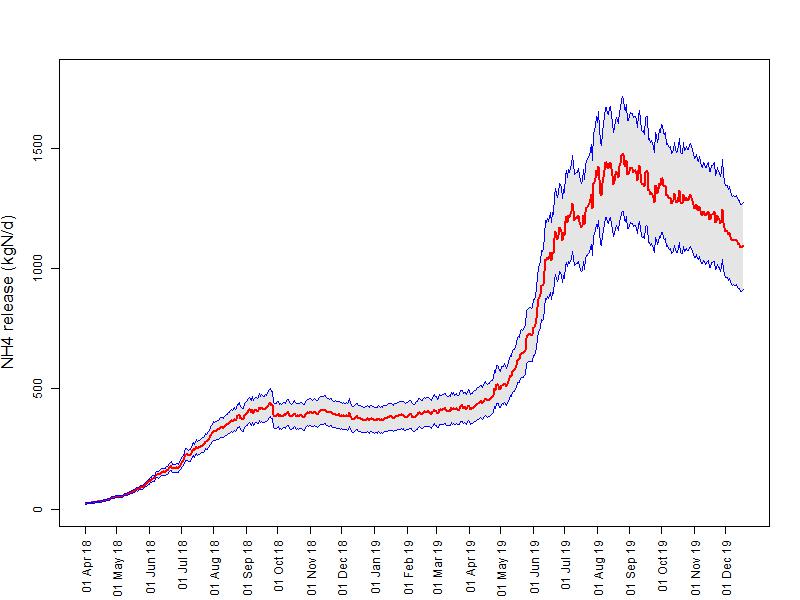 NH4 release (kgN/d)
1500
1000
500
0
01 Apr 18
01 May 18
01 Jun 18
01 Jul 18
01 Aug 18
01 Sep 18
01 Oct 18
01 Nov 18
01 Dec 18
01 Jan 19
01 Feb 19
01 Mar 19
01 Apr 19
01 May 19
01 Jun 19
01 Jul 19
01 Aug 19
01 Sep 19
01 Oct 19
01 Nov 19
01 Dec 19